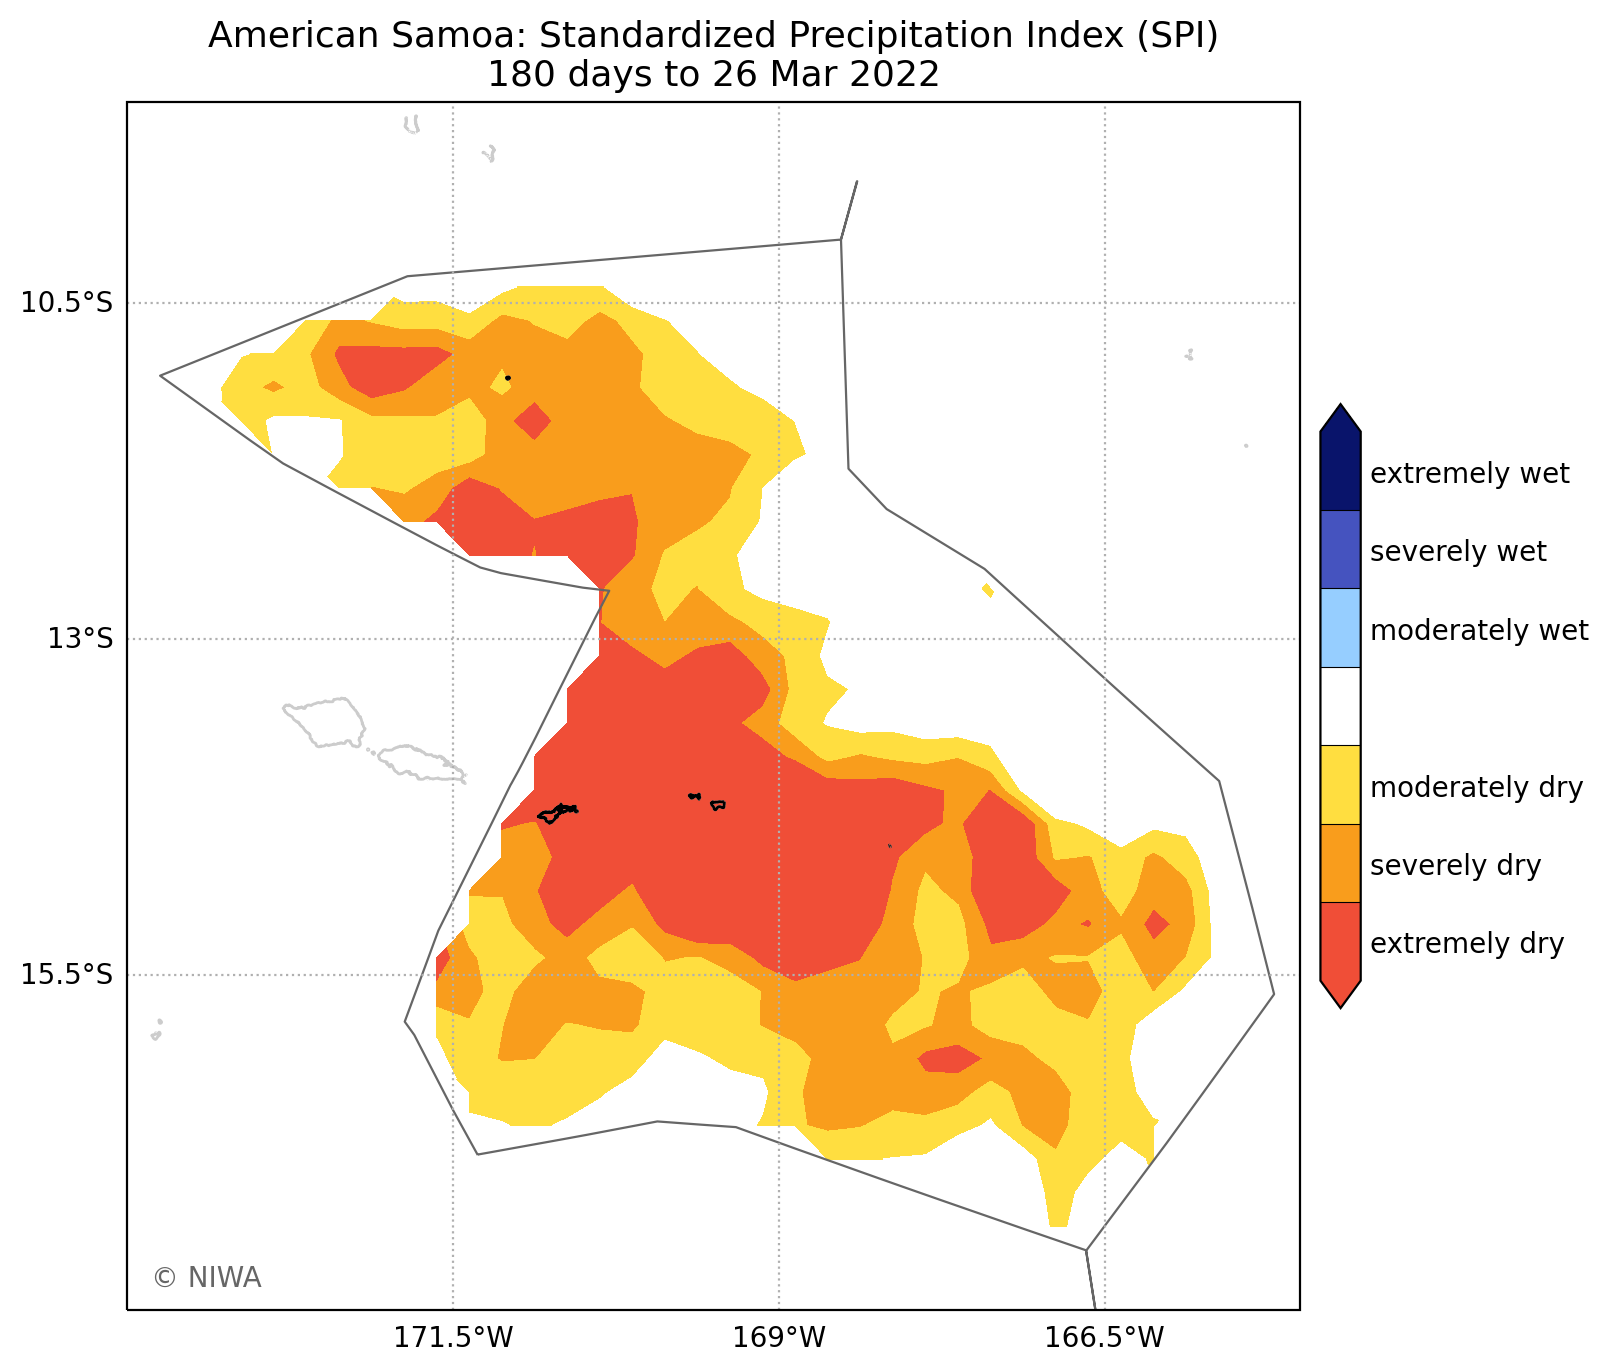 American Samoa: Standardized Precipitation Index (SPI)
180 days to 26 Mar 2022
10.5°S
13°S
15.5°S
171.5°W
169°W
166.5°W
extremely wet
severely wet
moderately wet
moderately dry
severely dry
extremely dry
© NIWA